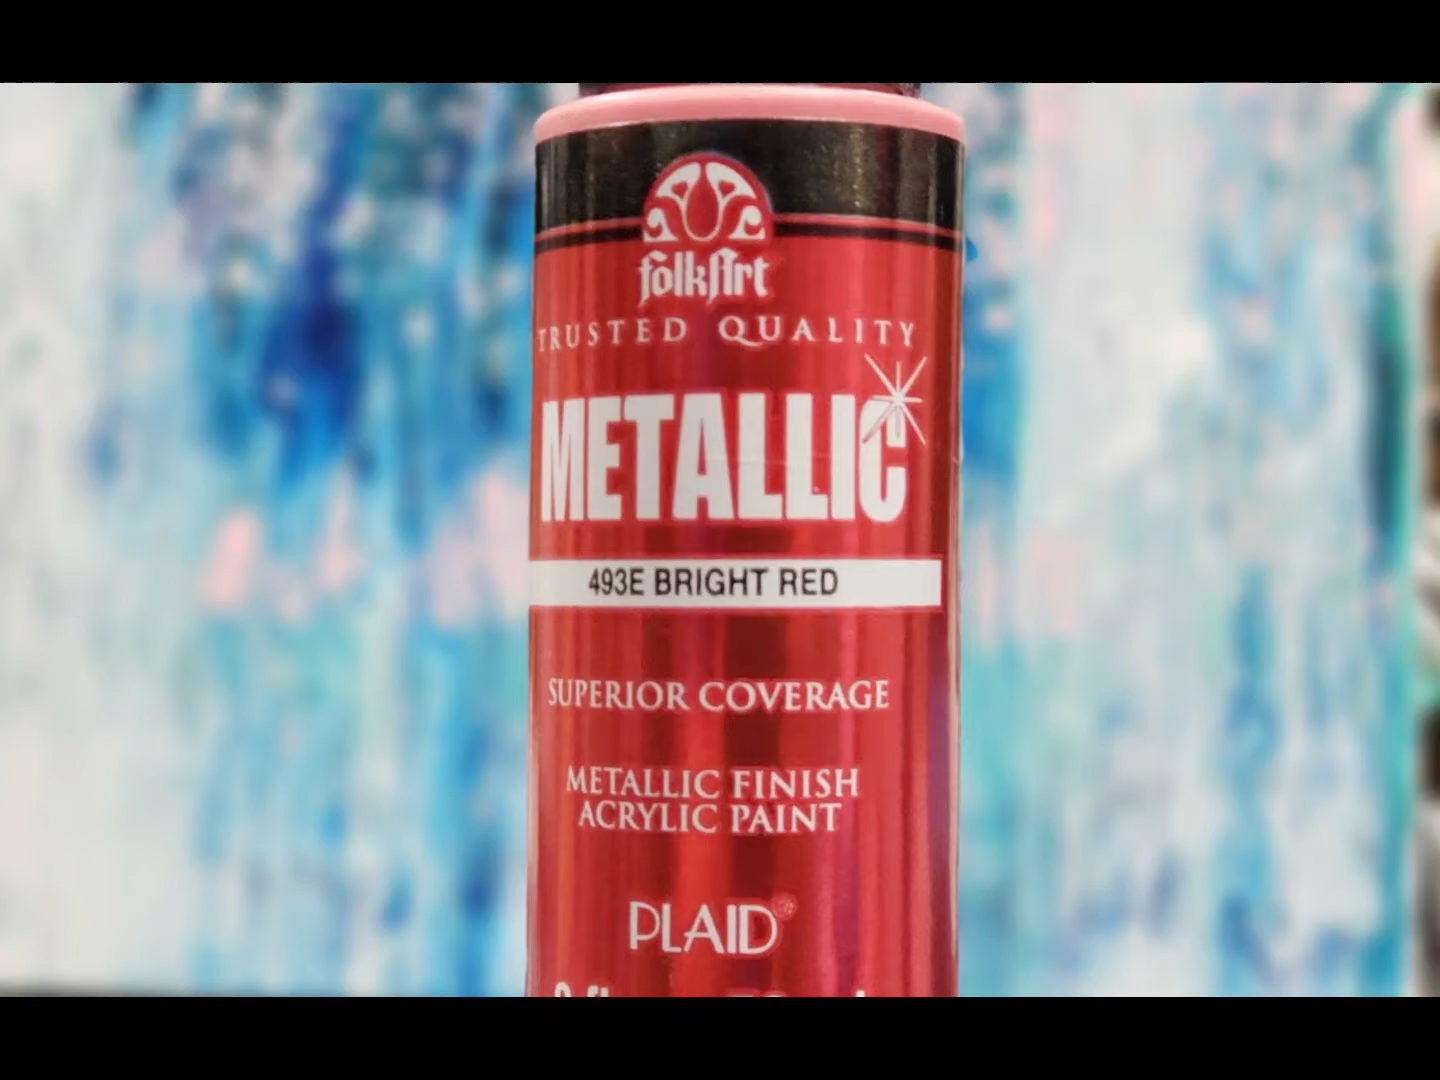 folkArt
TRUSTED QUALITY
METALLIC
493E BRIGHT RED
SUPERIOR COVERAGE
METALLIC FINISH
ACRYLIC PAINT
PLAID®